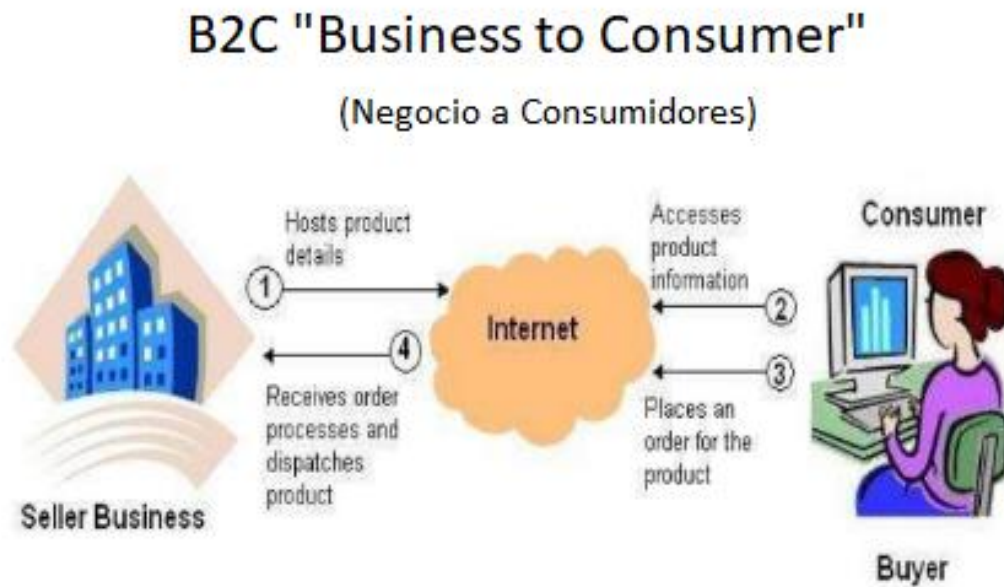 B2C "Business to Consumer"
(Negocio a Consumidores)
Hosts product
details
1
4
Receives order
processes and
dispatches
product
Seller Business
Internet
Accesses
product
information
2
3
Places an
order for the
product
Consumer
Buyer